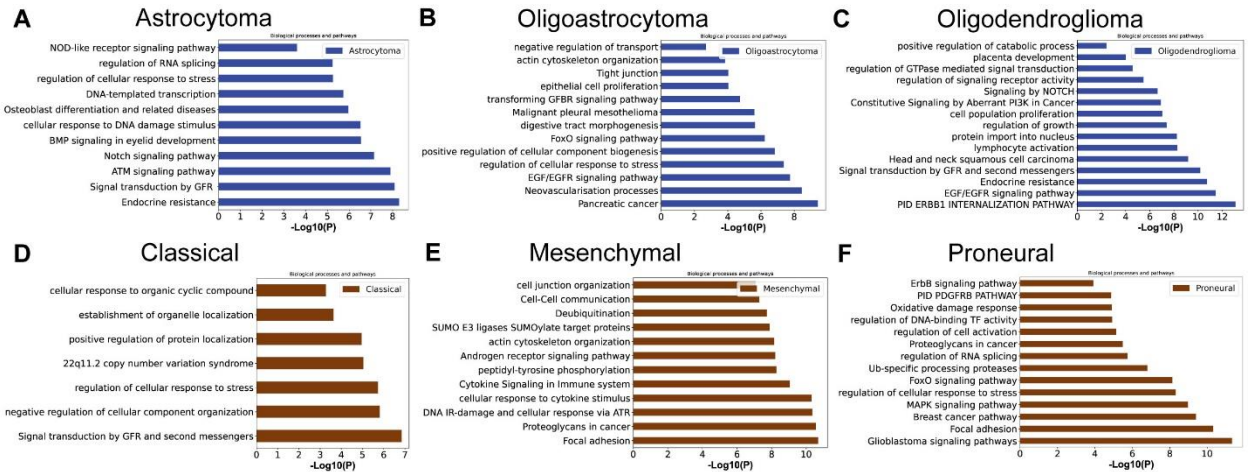 A Astrocytoma
Biological processes and pathways
NOD-like receptor signaling pathway
regulation of RNA splicing
regulation of cellular response to stress
DNA-templated transcription
Osteoblast differentiation and related diseases
cellular response to DNA damage stimulus
BMP signaling in eyelid development
Notch signaling pathway
ATM signaling pathway
Signal transduction by GFR
Endocrine resistance
Astrocytoma
0 1 2 3 4 5 6 7 8
-Log10(P)
B Oligoastrocytoma
Biological processes and pathways
negative regulation of transport
actin cytoskeleton organization
Tight junction
epithelial cell proliferation
transforming GFBR signaling pathway
Malignant pleural mesothelioma
digestive tract morphogenesis
FoxO signaling pathway
positive regulation of cellular component biogenesis
regulation of cellular response to stress
EGF/EGFR signaling pathway
Neovascularisation processes
Pancreatic cancer
Oligoastrocytoma
0 2 4 6 8
-Log10(P)
C Oligodendroglioma
Biological processes and pathways
positive regulation of catabolic process
placenta development
regulation of GTPase mediated signal transduction
regulation of signaling receptor activity
Signaling by NOTCH
Constitutive Signaling by Aberrant PI3K in Cancer
cell population proliferation
regulation of growth
protein import into nucleus
lymphocyte activation
Head and neck squamous cell carcinoma
Signal transduction by GFR and second messengers
Endocrine resistance
EGF/EGFR signaling pathway
PID ERBB1 INTERNALIZATION PATHWAY
Oligodendroglioma
0 2 4 6 8 10 12
-Log10(P)
D Classical
Biological processes and pathways
cellular response to organic cyclic compound
establishment of organelle localization
positive regulation of protein localization
22q11.2 copy number variation syndrome
regulation of cellular response to stress
negative regulation of cellular component organization
Signal transduction by GFR and second messengers
Classical
0 1 2 3 4 5 6 7
-Log10(P)
E Mesenchymal
Biological processes and pathways
cell junction organization
Cell-Cell communication
Deubiquitination
SUMO E3 ligases SUMOylate target proteins
actin cytoskeleton organization
Androgen receptor signaling pathway
peptidyl-tyrosine phosphorylation
Cytokine Signaling in Immune system
cellular response to cytokine stimulus
DNA IR-damage and cellular response via ATR
Proteoglycans in cancer
Focal adhesion
Mesenchymal
0 2 4 6 8 10
-Log10(P)
F Proneural
Biological processes and pathways
ErbB signaling pathway
PID PDGFRB PATHWAY
Oxidative damage response
regulation of DNA-binding TF activity
regulation of cell activation
Proteoglycans in cancer
regulation of RNA splicing
Ub-specific processing proteases
FoxO signaling pathway
regulation of cellular response to stress
MAPK signaling pathway
Breast cancer pathway
Focal adhesion
Glioblastoma signaling pathways
Proneural
0 2 4 6 8 10
-Log10(P)